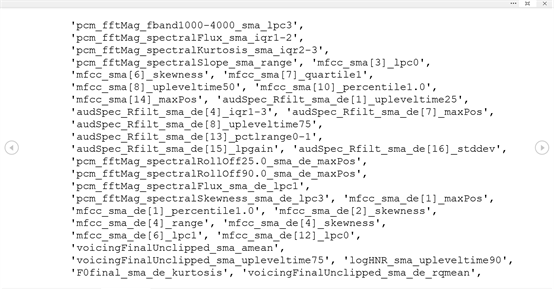 'pcm_fftMag_fband1000-4000_sma_lpc3',
'pcm_fftMag_spectralFlux_sma_iqr1-2',
'pcm_fftMag_spectralKurtosis_sma_iqr2-3',
'pcm_fftMag_spectralSlope_sma_range', 'mfcc_sma[3]_lpc0',
'mfcc_sma[6]_skewness', 'mfcc_sma[7]_quartile1',
'mfcc_sma[8]_upleveltime50', 'mfcc_sma[10]_percentile1.0',
'mfcc_sma[14]_maxPos', 'audSpec_Rfilt_sma_de[1]_upleveltime25',
'audSpec_Rfilt_sma_de[4]_iqr1-3', 'audSpec_Rfilt_sma_de[7]_maxPos',
'audSpec_Rfilt_sma_de[8]_upleveltime75',
'audSpec_Rfilt_sma_de[13]_pctlrange0-1',
'audSpec_Rfilt_sma_de[15]_lpgain', 'audSpec_Rfilt_sma_de[16]_stddev',
'pcm_fftMag_spectralRollOff25.0_sma_de_maxPos',
'pcm_fftMag_spectralRollOff90.0_sma_de_maxPos',
'pcm_fftMag_spectralFlux_sma_de_lpc1',
'pcm_fftMag_spectralSkewness_sma_de_lpc3', 'mfcc_sma_de[1]_maxPos',
'mfcc_sma_de[1]_percentile1.0', 'mfcc_sma_de[2]_skewness',
'mfcc_sma_de[4]_range', 'mfcc_sma_de[4]_skewness',
'mfcc_sma_de[6]_lpc1', 'mfcc_sma_de[12]_lpc0',
'voicingFinalUnclipped_sma_amean',
'voicingFinalUnclipped_sma_upleveltime75', 'logHNR_sma_upleveltime90',
'F0final_sma_de_kurtosis', 'voicingFinalUnclipped_sma_de_rqmean',